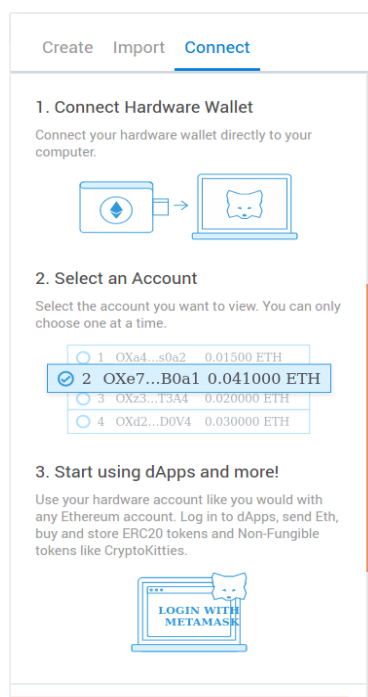 Create Import Connect
1. Connect Hardware Wallet
Connect your hardware wallet directly to your
computer.
2. Select an Account
Select the account you want to view. You can only
choose one at a time.
1 OXa4...s0a2 0.01500 ETH
2 OXe7...B0a1 0.041000 ETH
3 OXz3...T3A4 0.020000 ETH
4 OXd2...D0V4 0.030000 ETH
3. Start using dApps and more!
Use your hardware account like you would with
any Ethereum account. Log in to dApps, send Eth,
buy and store ERC20 tokens and Non-Fungible
tokens like CryptoKitties.
LOGIN WITH
METAMASK